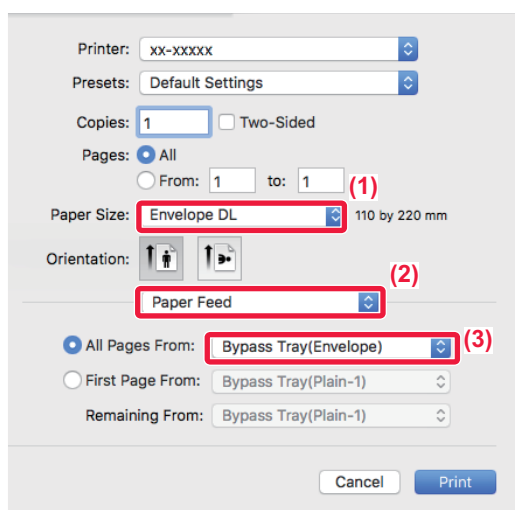 Printer: xx-xxxxx
Presets: Default Settings
Copies: 1 Two-Sided
Pages: All
From: 1 to: 1
(1)
Paper Size: Envelope DL 110 by 220 mm
Orientation:
(2)
Paper Feed
All Pages From: Bypass Tray(Envelope) (3)
First Page From: Bypass Tray(Plain-1)
Remaining From: Bypass Tray(Plain-1)
Cancel Print